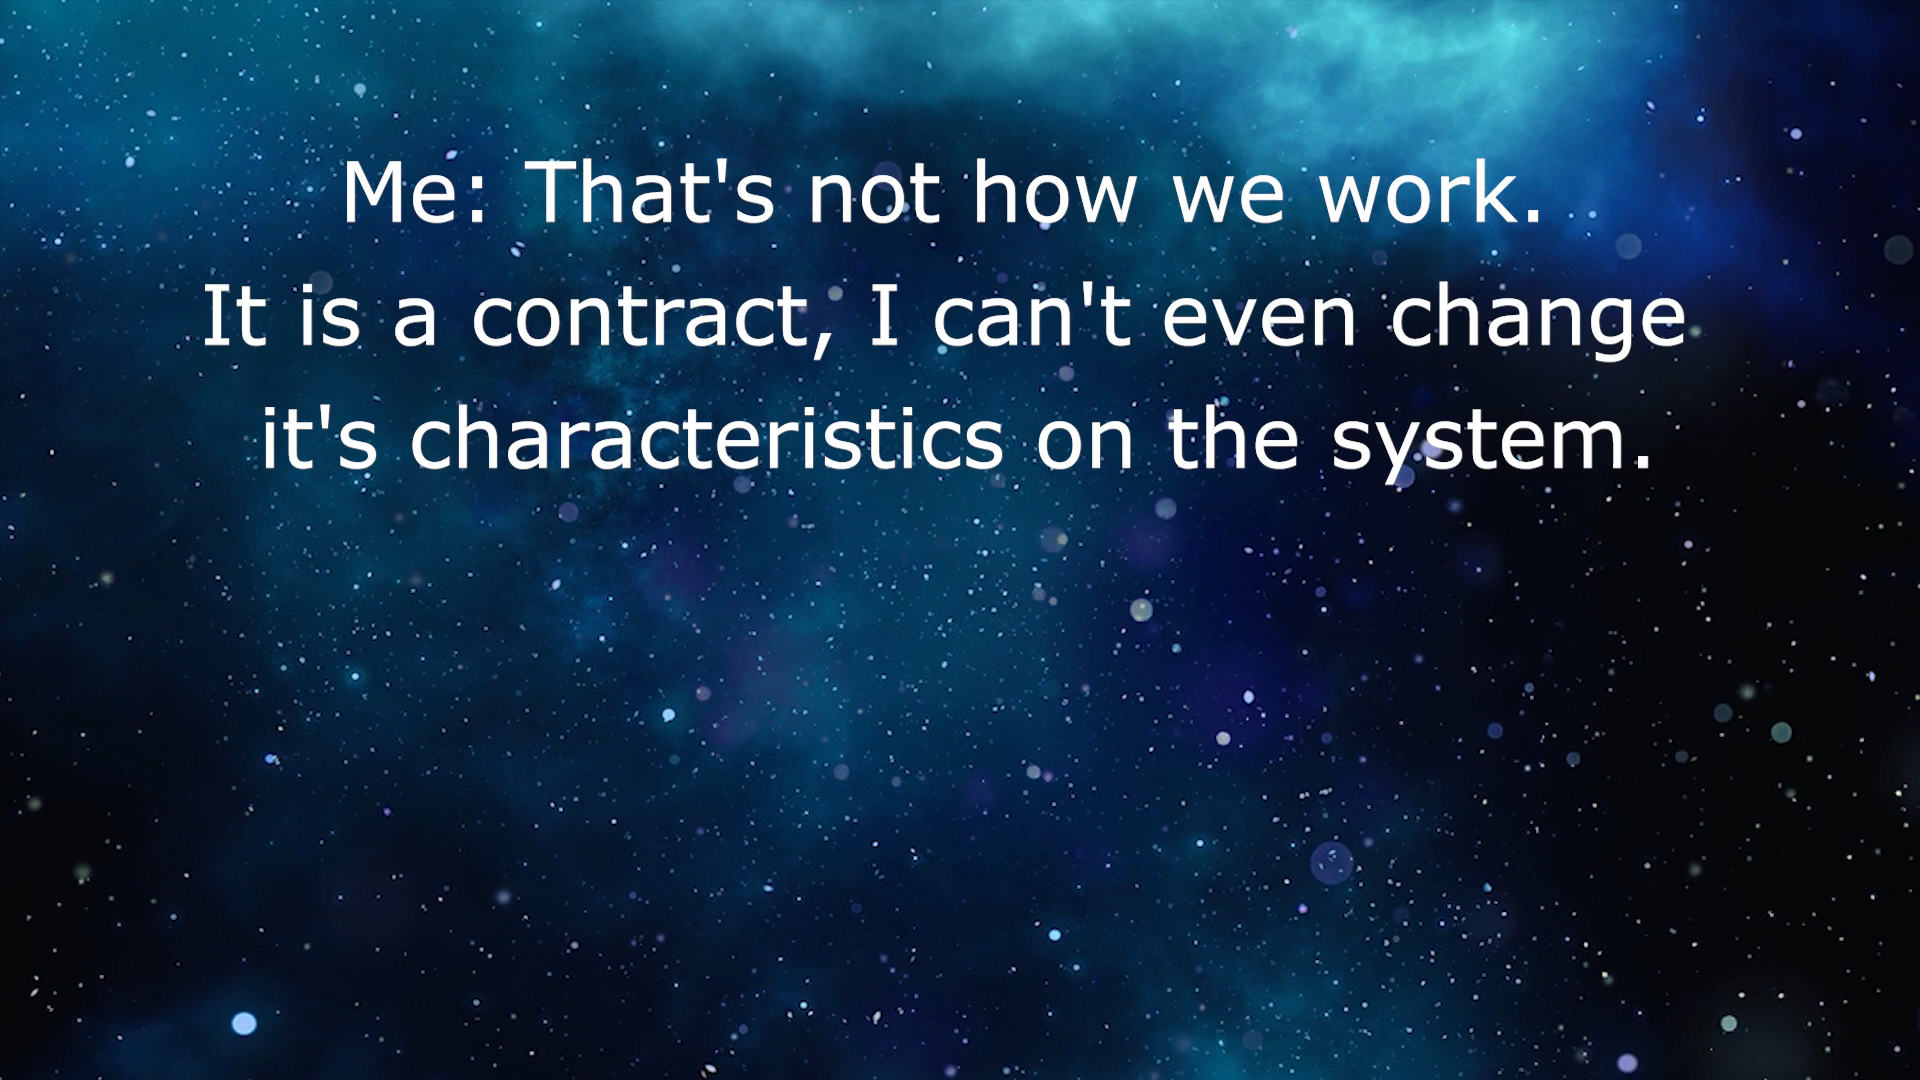 Me: That's not how we work.
It is a contract, I can't even change
it's characteristics on the system.